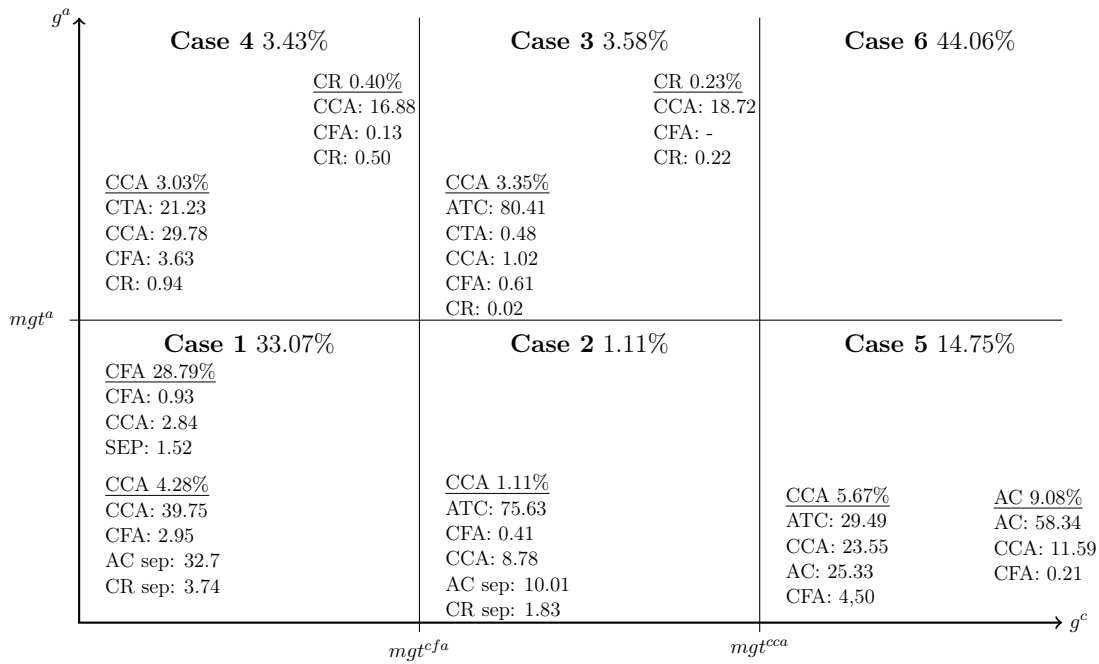 g^a
Case 4 3.43%
CR 0.40%
CCA: 16.88
CFA: 0.13
CR: 0.50
CCA 3.03%
CTA: 21.23
CCA: 29.78
CFA: 3.63
CR: 0.94
Case 3 3.58%
CR 0.23%
CCA: 18.72
CFA: -
CR: 0.22
CCA 3.35%
ATC: 80.41
CTA: 0.48
CCA: 1.02
CFA: 0.61
CR: 0.02
Case 6 44.06%
mgt^a
Case 1 33.07%
CFA 28.79%
CFA: 0.93
CCA: 2.84
SEP: 1.52
CCA 4.28%
CCA: 39.75
CFA: 2.95
AC sep: 32.7
CR sep: 3.74
Case 2 1.11%
CCA 1.11%
ATC: 75.63
CFA: 0.41
CCA: 8.78
AC sep: 10.01
CR sep: 1.83
Case 5 14.75%
CCA 5.67%
ATC: 29.49
CCA: 23.55
AC: 25.33
CFA: 4,50
AC 9.08%
AC: 58.34
CCA: 11.59
CFA: 0.21
g^c
mgt^{cfa}
mgt^{cca}